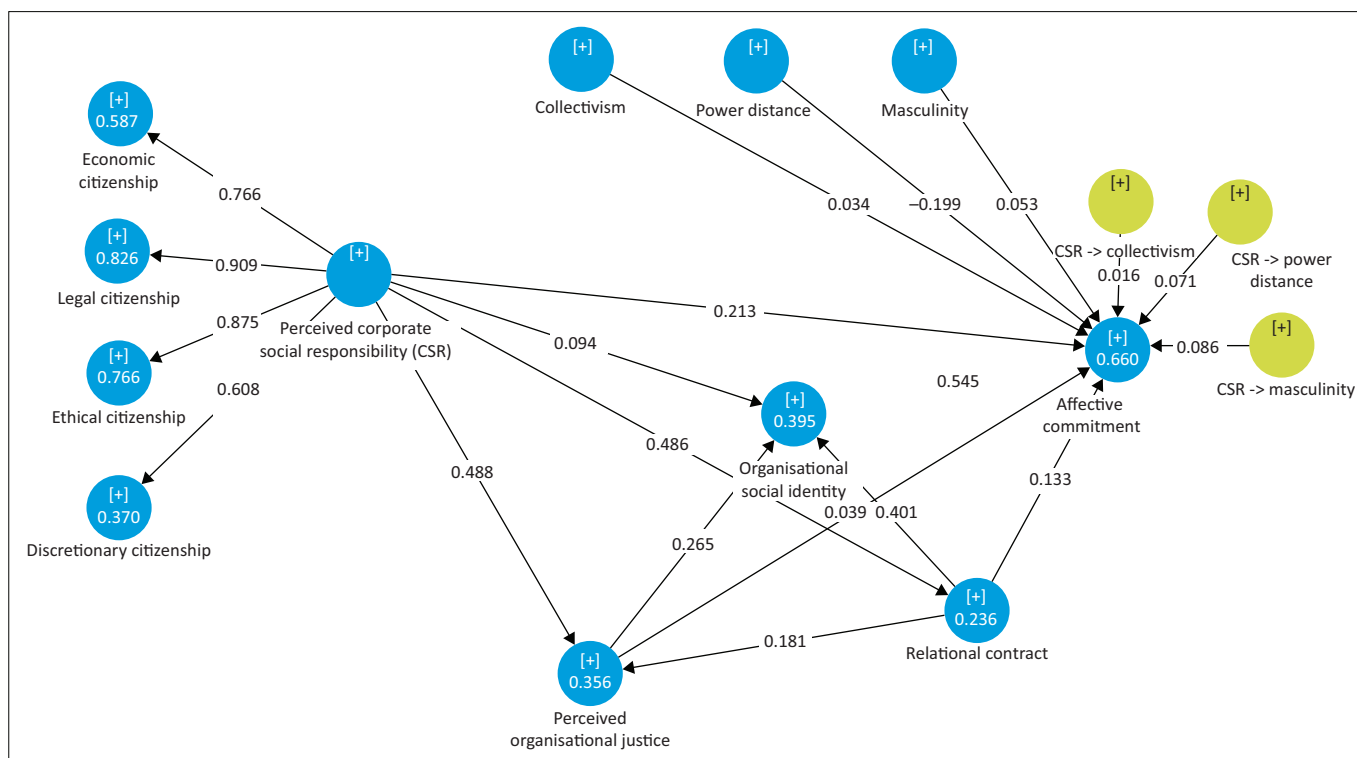 [+]
Collectivism
[+]
Power distance
[+]
Masculinity
[+]
0.587
Economic
citizenship
0.766
[+]
0.826
Legal citizenship
0.909
[+]
0.766
Ethical citizenship
0.875
[+]
0.370
Discretionary citizenship
0.608
[+]
Perceived corporate
social responsibility (CSR)
0.034
–0.199
0.053
[+]
CSR -> collectivism
0.016
[+]
CSR -> power
distance
0.071
[+]
CSR -> masculinity
0.086
0.213
[+]
0.660
Affective
commitment
0.094
0.545
[+]
0.395
Organisational
social identity
0.486
0.488
0.133
0.039
0.401
0.265
[+]
0.236
Relational contract
0.181
[+]
0.356
Perceived
organisational justice